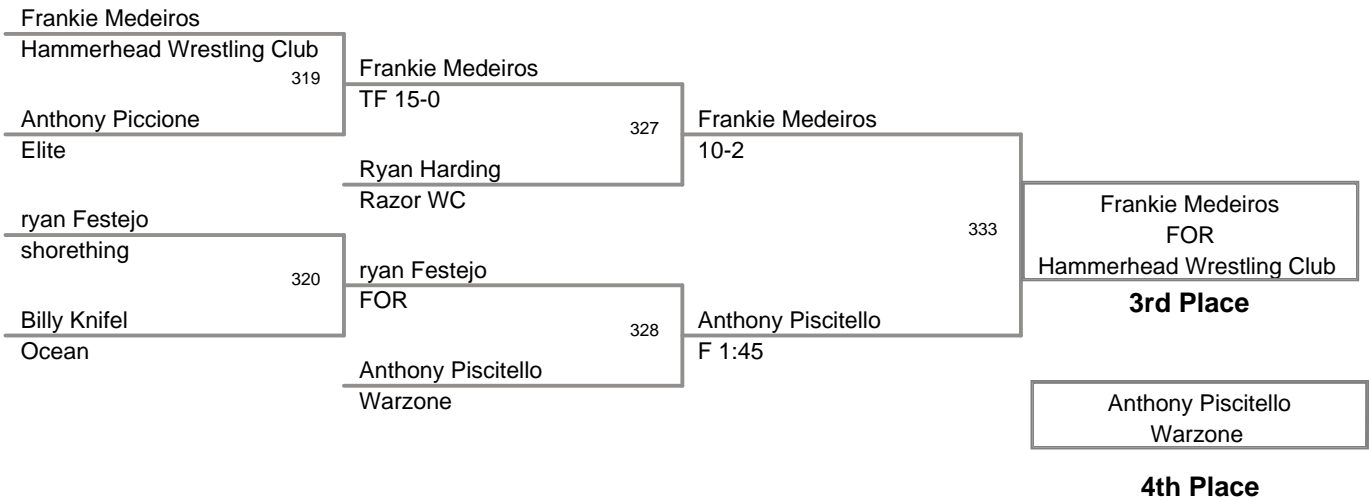 Frankie Medeiros
Hammerhead Wrestling Club
319
Anthony Piccione
Elite
ryan Festejo
shorething
320
Billy Knifel
Ocean
Frankie Medeiros
TF 15-0
327
Ryan Harding
Razor WC
ryan Festejo
FOR
328
Anthony Piscitello
Warzone
Frankie Medeiros
10-2
333
Anthony Piscitello
F 1:45
Frankie Medeiros
FOR
Hammerhead Wrestling Club
3rd Place
Anthony Piscitello
Warzone
4th Place